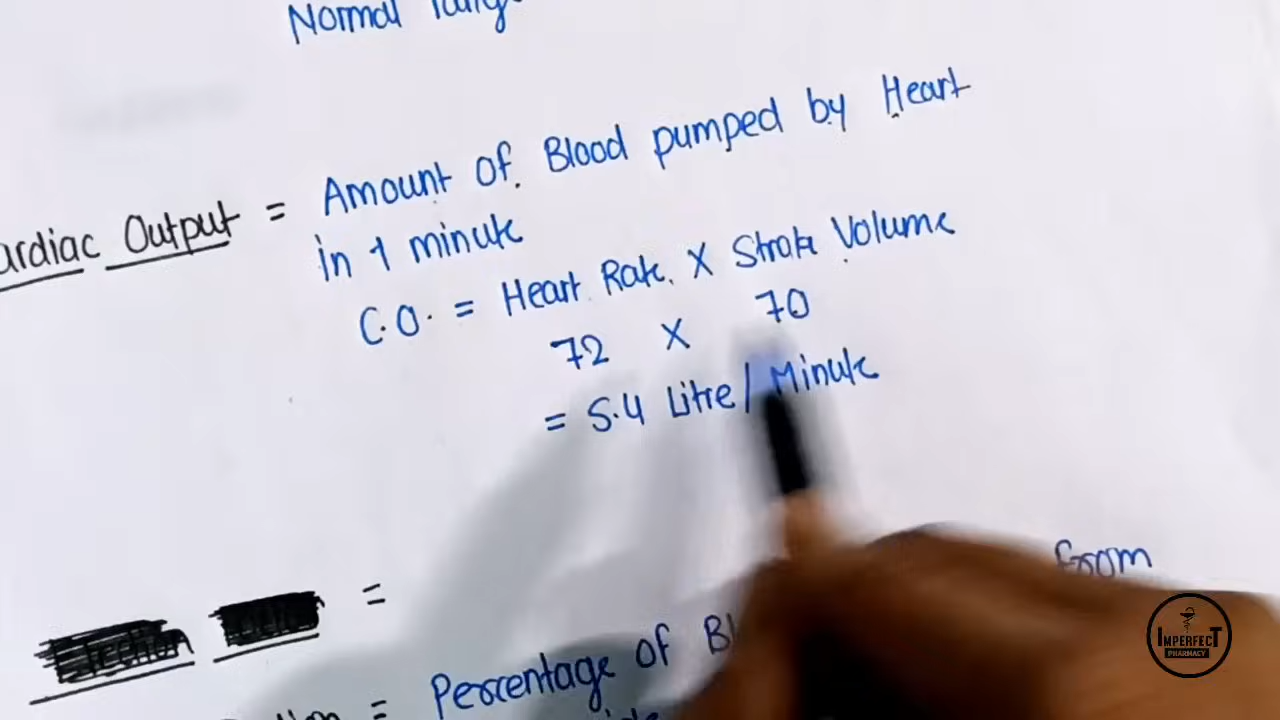 Normal
Cardiac Output = Amount of Blood pumped by Heart
in 1 minute
C.O. = Heart Rate X Stroke Volume
72 X 70
= 5.4 Litre/Minute
=
from
= Percentage of
IMPERFECT
PHARMACY